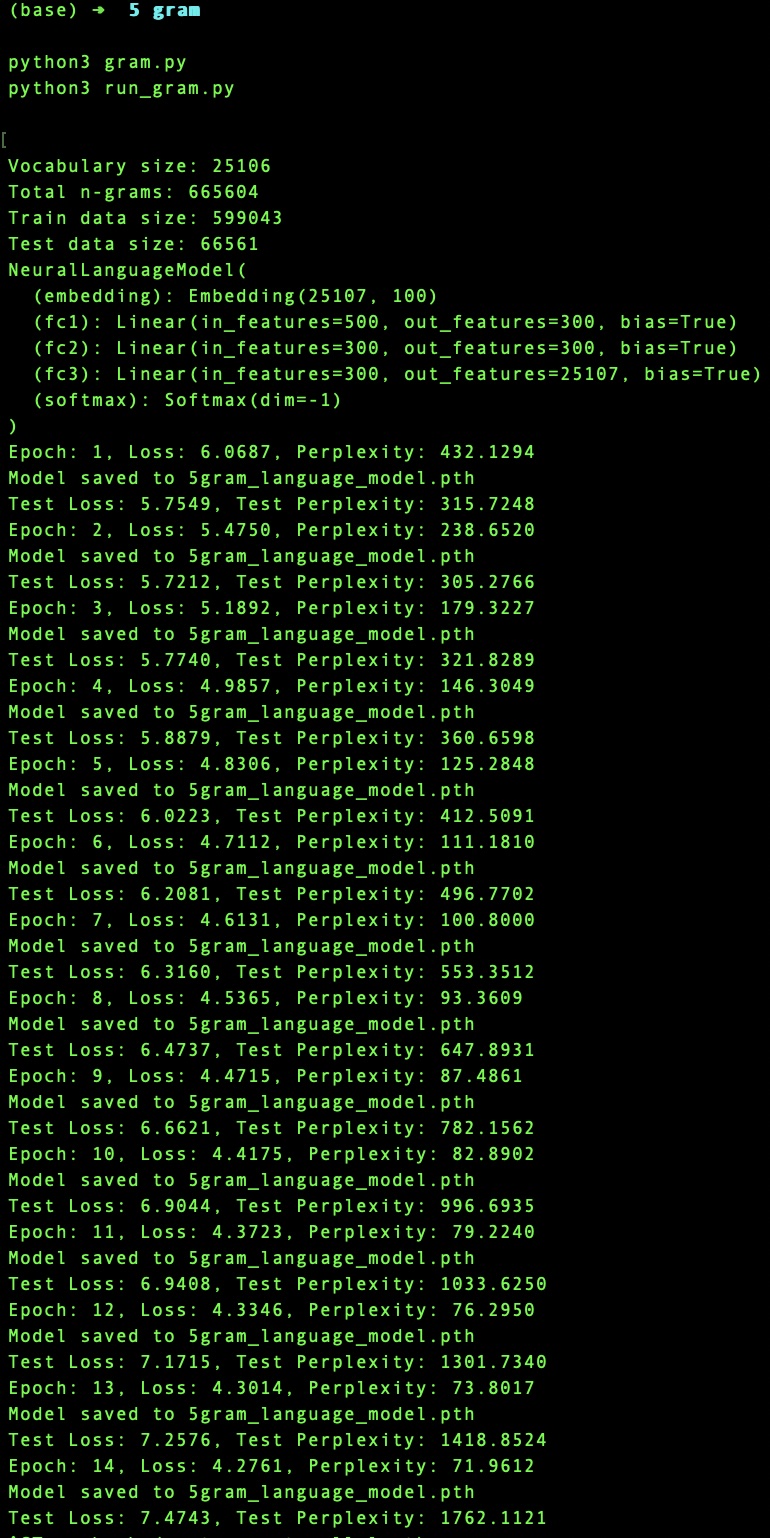 (base) → 5 gram
python3 gram.py
python3 run_gram.py
[
Vocabulary size: 25106
Total n-grams: 665604
Train data size: 599043
Test data size: 66561
NeuralLanguageModel(
  (embedding): Embedding(25107, 100)
  (fc1): Linear(in_features=500, out_features=300, bias=True)
  (fc2): Linear(in_features=300, out_features=300, bias=True)
  (fc3): Linear(in_features=300, out_features=25107, bias=True)
  (softmax): Softmax(dim=-1)
)
Epoch: 1, Loss: 6.0687, Perplexity: 432.1294
Model saved to 5gram_language_model.pth
Test Loss: 5.7549, Test Perplexity: 315.7248
Epoch: 2, Loss: 5.4750, Perplexity: 238.6520
Model saved to 5gram_language_model.pth
Test Loss: 5.7212, Test Perplexity: 305.2766
Epoch: 3, Loss: 5.1892, Perplexity: 179.3227
Model saved to 5gram_language_model.pth
Test Loss: 5.7740, Test Perplexity: 321.8289
Epoch: 4, Loss: 4.9857, Perplexity: 146.3049
Model saved to 5gram_language_model.pth
Test Loss: 5.8879, Test Perplexity: 360.6598
Epoch: 5, Loss: 4.8306, Perplexity: 125.2848
Model saved to 5gram_language_model.pth
Test Loss: 6.0223, Test Perplexity: 412.5091
Epoch: 6, Loss: 4.7112, Perplexity: 111.1810
Model saved to 5gram_language_model.pth
Test Loss: 6.2081, Test Perplexity: 496.7702
Epoch: 7, Loss: 4.6131, Perplexity: 100.8000
Model saved to 5gram_language_model.pth
Test Loss: 6.3160, Test Perplexity: 553.3512
Epoch: 8, Loss: 4.5365, Perplexity: 93.3609
Model saved to 5gram_language_model.pth
Test Loss: 6.4737, Test Perplexity: 647.8931
Epoch: 9, Loss: 4.4715, Perplexity: 87.4861
Model saved to 5gram_language_model.pth
Test Loss: 6.6621, Test Perplexity: 782.1562
Epoch: 10, Loss: 4.4175, Perplexity: 82.8902
Model saved to 5gram_language_model.pth
Test Loss: 6.9044, Test Perplexity: 996.6935
Epoch: 11, Loss: 4.3723, Perplexity: 79.2240
Model saved to 5gram_language_model.pth
Test Loss: 6.9408, Test Perplexity: 1033.6250
Epoch: 12, Loss: 4.3346, Perplexity: 76.2950
Model saved to 5gram_language_model.pth
Test Loss: 7.1715, Test Perplexity: 1301.7340
Epoch: 13, Loss: 4.3014, Perplexity: 73.8017
Model saved to 5gram_language_model.pth
Test Loss: 7.2576, Test Perplexity: 1418.8524
Epoch: 14, Loss: 4.2761, Perplexity: 71.9612
Model saved to 5gram_language_model.pth
Test Loss: 7.4743, Test Perplexity: 1762.1121